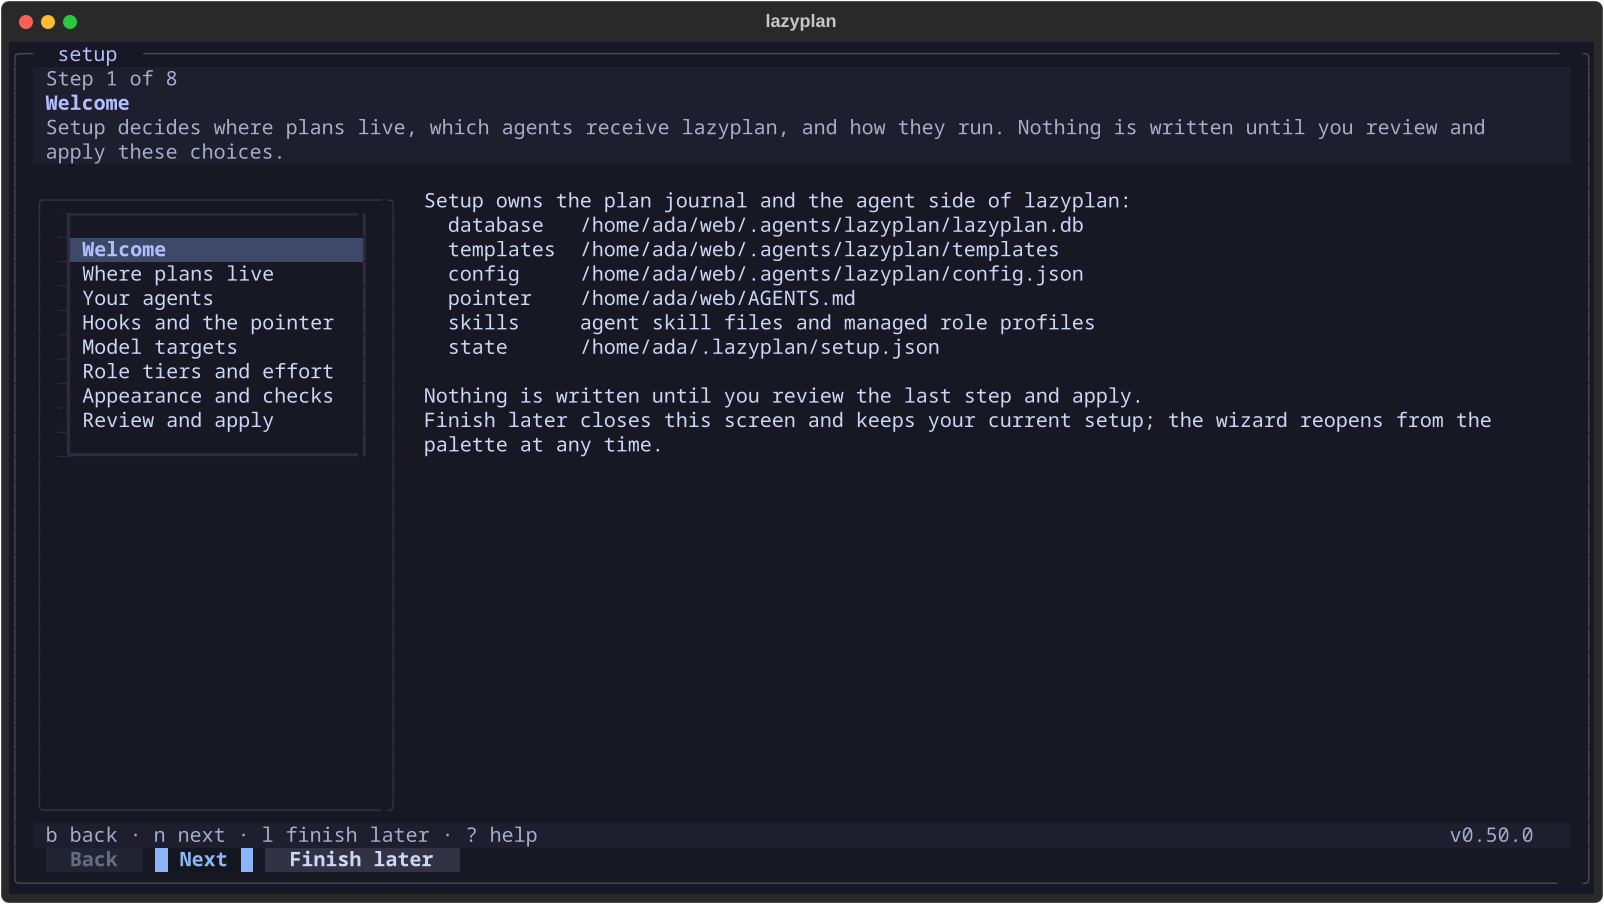 lazyplan
setup
Step 1 of 8
Welcome
Setup decides where plans live, which agents receive lazyplan, and how they run. Nothing is written until you review and
apply these choices.
Welcome
Where plans live
Your agents
Hooks and the pointer
Model targets
Role tiers and effort
Appearance and checks
Review and apply
Setup owns the plan journal and the agent side of lazyplan:
database /home/ada/web/.agents/lazyplan/lazyplan.db
templates /home/ada/web/.agents/lazyplan/templates
config /home/ada/web/.agents/lazyplan/config.json
pointer /home/ada/web/AGENTS.md
skills agent skill files and managed role profiles
state /home/ada/.lazyplan/setup.json
Nothing is written until you review the last step and apply.
Finish later closes this screen and keeps your current setup; the wizard reopens from the
palette at any time.
b back · n next · l finish later · ? help v0.50.0
Back Next Finish later